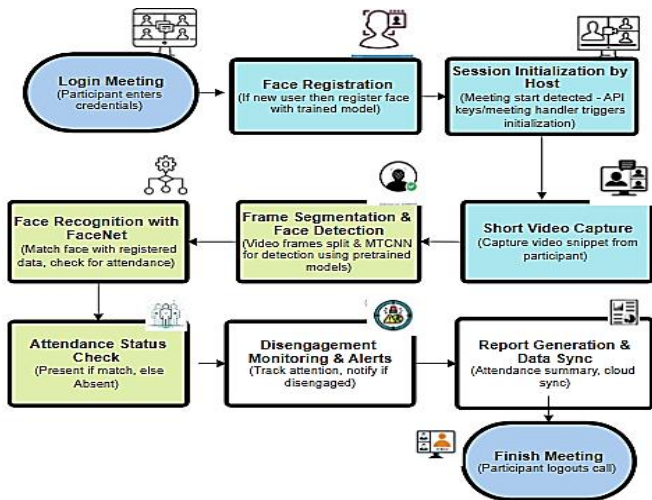 Login Meeting
(Participant enters
credentials)
Face Registration
(If new user then register face
with trained model)
Session Initialization by
Host
(Meeting start detected - API
keys/meeting handler triggers
initialization)
Short Video Capture
(Capture video snippet from
participant)
Frame Segmentation &
Face Detection
(Video frames split & MTCNN
for detection using pretrained
models)
Face Recognition with
FaceNet
(Match face with registered
data, check for attendance)
Attendance Status
Check
(Present if match, else
Absent)
Disengagement
Monitoring & Alerts
(Track attention, notify if
disengaged)
Report Generation &
Data Sync
(Attendance summary, cloud
sync)
Finish Meeting
(Participant logouts call)